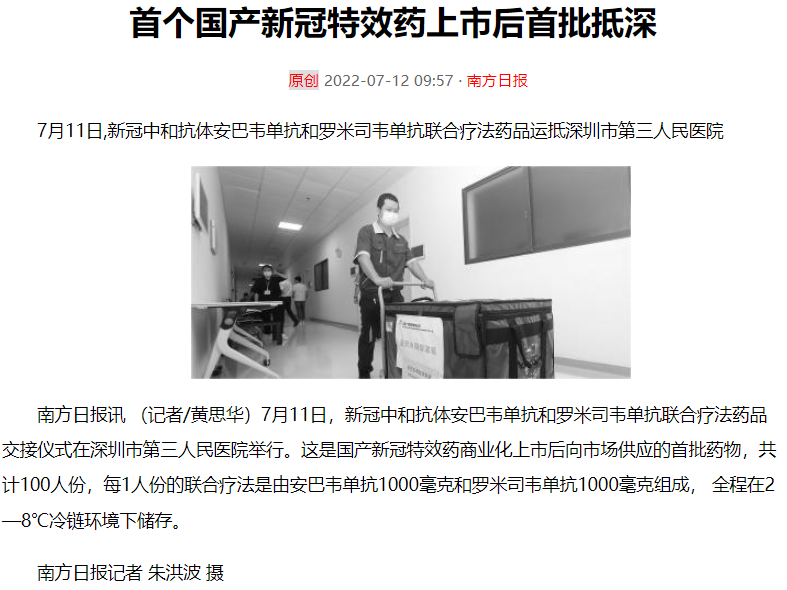 首个国产新冠特效药上市后首批抵深
原创 2022-07-12 09:57 · 南方日报
7月11日,新冠中和抗体安巴韦单抗和罗米司韦单抗联合疗法药品运抵深圳市第三人民医院
南方日报讯 （记者/黄思华）7月11日，新冠中和抗体安巴韦单抗和罗米司韦单抗联合疗法药品
交接仪式在深圳市第三人民医院举行。这是国产新冠特效药商业化上市后向市场供应的首批药物，共
计100人份，每1人份的联合疗法是由安巴韦单抗1000毫克和罗米司韦单抗1000毫克组成， 全程在2
—8℃冷链环境下储存。
南方日报记者 朱洪波 摄